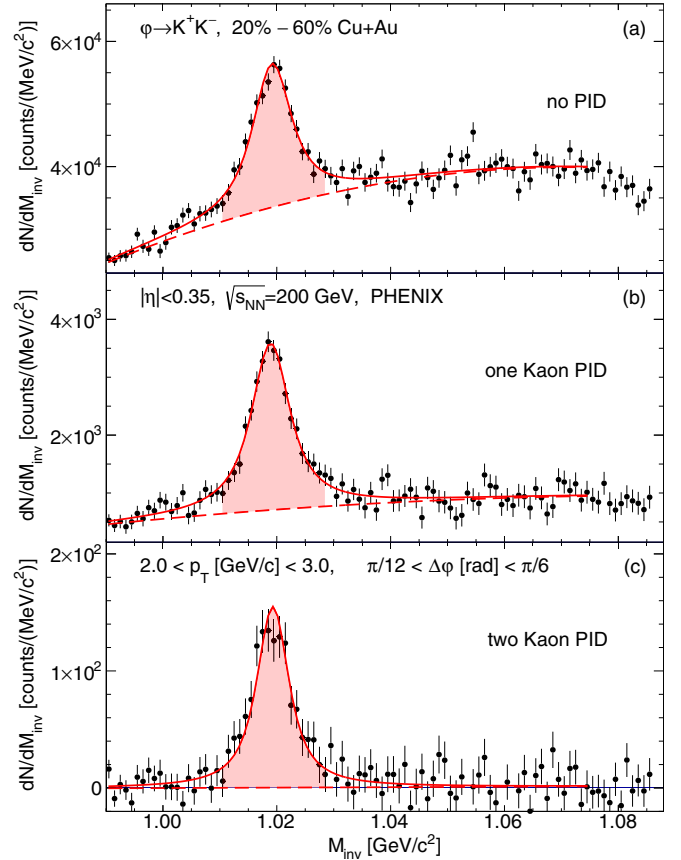 φ→K⁺K⁻, 20% – 60% Cu+Au
(a)
no PID
6×10⁴
4×10⁴
dN/dM_inv [counts/(MeV/c²)]
|η|<0.35, √s_NN=200 GeV, PHENIX
(b)
one Kaon PID
4×10³
2×10³
dN/dM_inv [counts/(MeV/c²)]
2.0 < p_T [GeV/c] < 3.0, π/12 < Δφ [rad] < π/6
(c)
two Kaon PID
2×10²
1×10²
0
dN/dM_inv [counts/(MeV/c²)]
1.00 1.02 1.04 1.06 1.08
M_inv [GeV/c²]